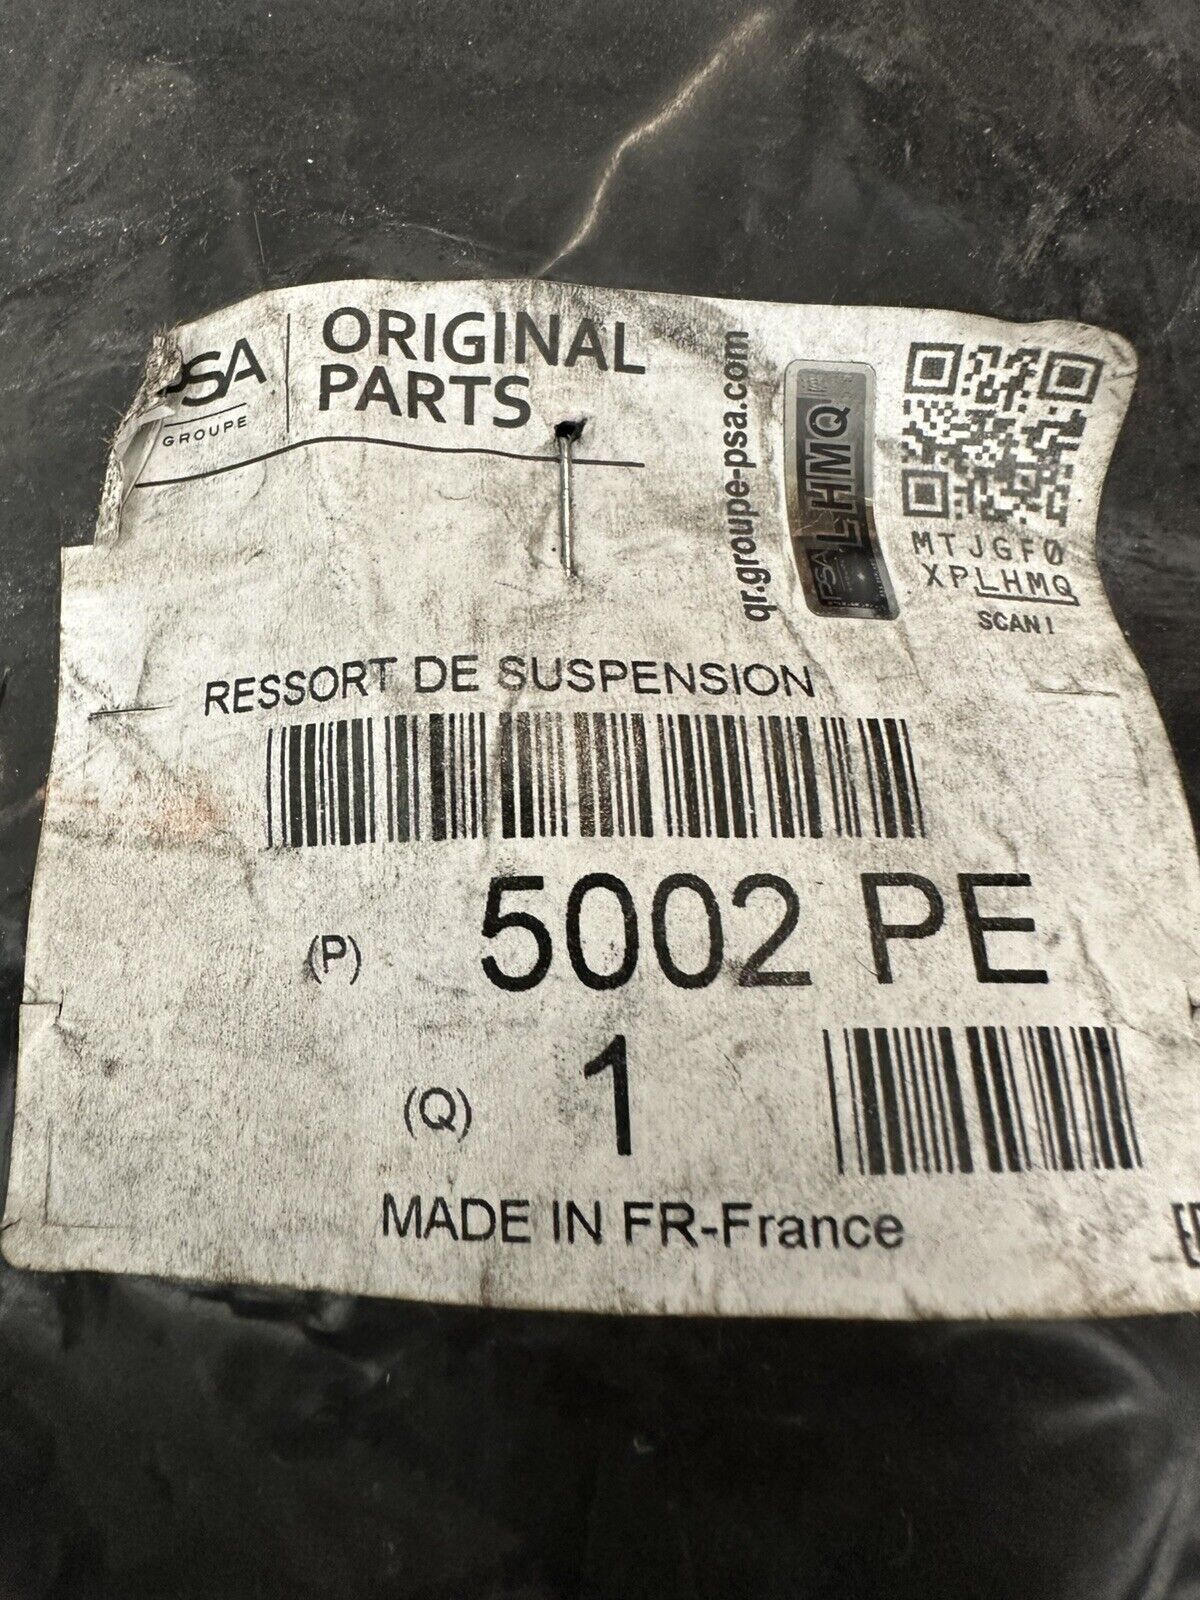 PSA
GROUPE
ORIGINAL
PARTS
qr.groupe-psa.com
LHMQ
PSA
MTJGF0
XPLHMQ
SCAN!
RESSORT DE SUSPENSION
(P) 5002 PE
(Q) 1
MADE IN FR-France